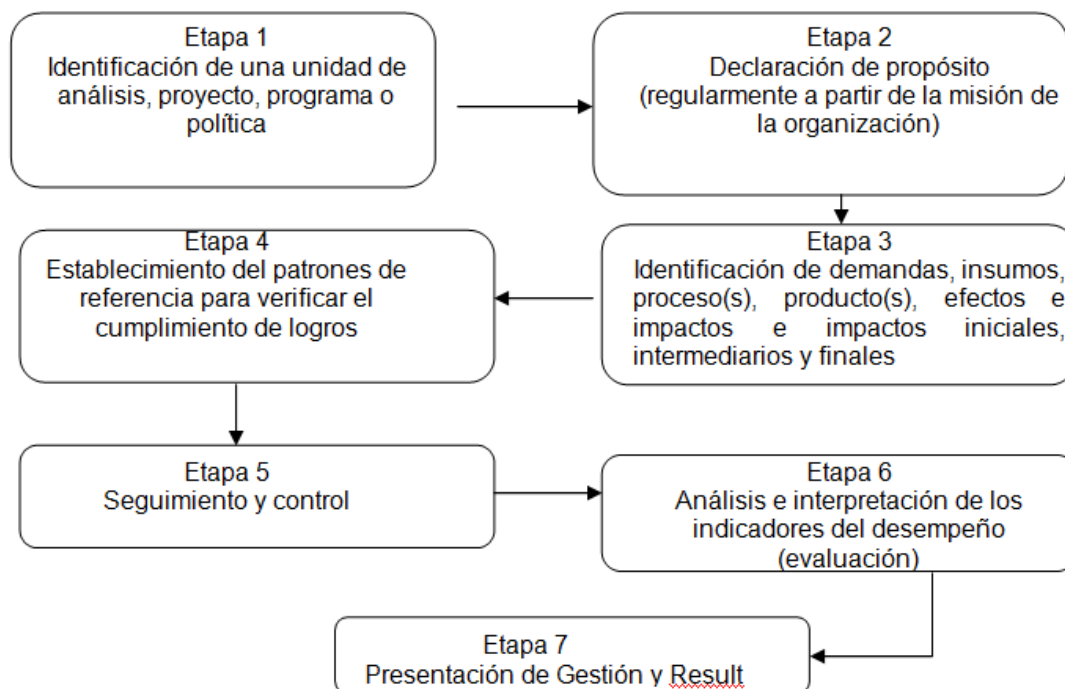 Etapa 1
Identificación de una unidad de
análisis, proyecto, programa o
política
Etapa 2
Declaración de propósito
(regularmente a partir de la misión de
la organización)
Etapa 3
Identificación de demandas, insumos,
proceso(s), producto(s), efectos e
impactos e impactos iniciales,
intermediarios y finales
Etapa 4
Establecimiento del patrones de
referencia para verificar el
cumplimiento de logros
Etapa 5
Seguimiento y control
Etapa 6
Análisis e interpretación de los
indicadores del desempeño
(evaluación)
Etapa 7
Presentación de Gestión y Result